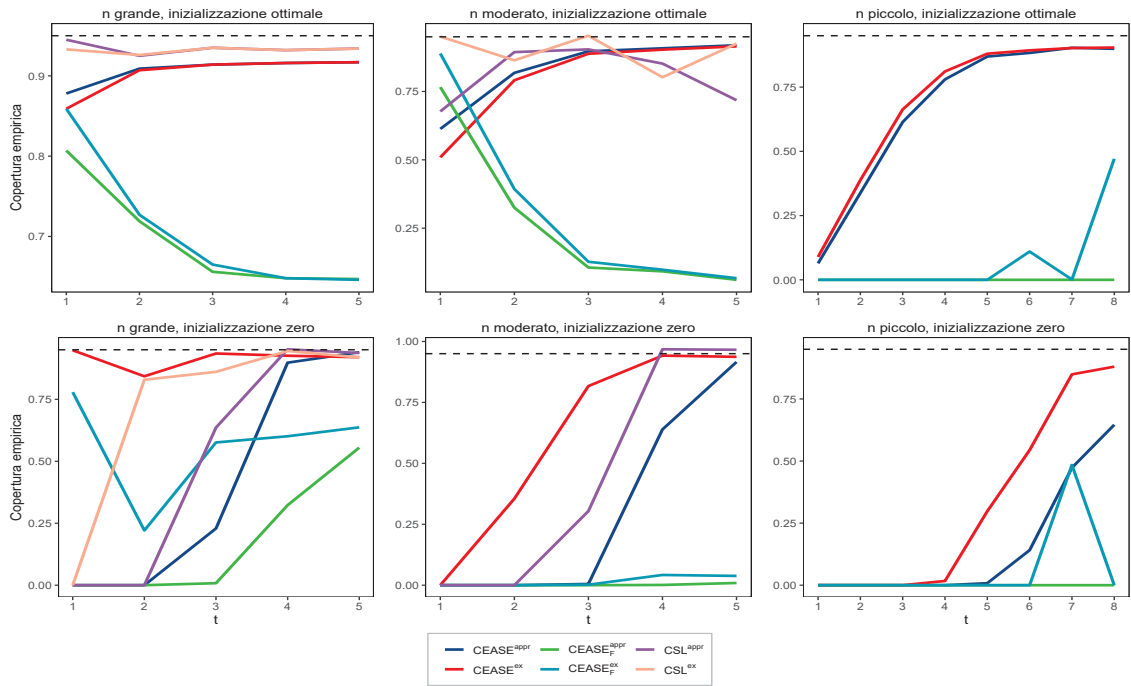 n grande, inizializzazione ottimale
n moderato, inizializzazione ottimale
n piccolo, inizializzazione ottimale
Copertura empirica
0.9
0.8
0.7
1 2 3 4 5
0.75
0.50
0.25
1 2 3 4 5
0.75
0.50
0.25
0.00
1 2 3 4 5 6 7 8
n grande, inizializzazione zero
n moderato, inizializzazione zero
n piccolo, inizializzazione zero
Copertura empirica
0.75
0.50
0.25
0.00
1 2 3 4 5
t
1.00
0.75
0.50
0.25
0.00
1 2 3 4 5
0.75
0.50
0.25
0.00
1 2 2 4 5 6 7 8
t
CEASE^appr CEASE_F^appr CSL^appr
CEASE^ex CEASE_F^ex CSL^ex